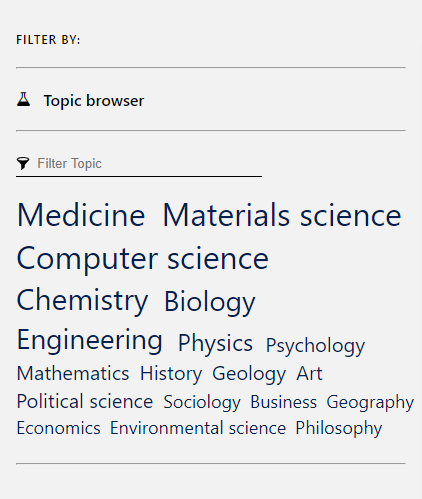 FILTER BY:
Topic browser
Filter Topic
Medicine Materials science
Computer science
Chemistry Biology
Engineering Physics Psychology
Mathematics History Geology Art
Political science Sociology Business Geography
Economics Environmental science Philosophy